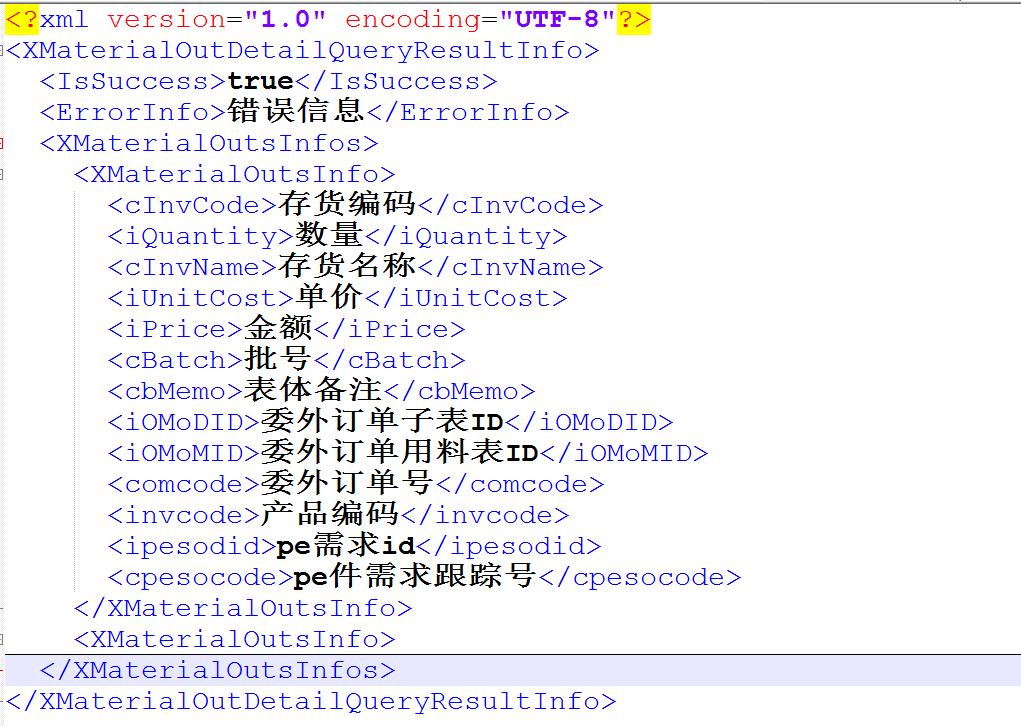 <?xml version="1.0" encoding="UTF-8"?>
<XMaterialOutDetailQueryResultInfo>
<IsSuccess>true</IsSuccess>
<ErrorInfo>错误信息</ErrorInfo>
<XMaterialOutsInfos>
<XMaterialOutsInfo>
<cInvCode>存货编码</cInvCode>
<iQuantity>数量</iQuantity>
<cInvName>存货名称</cInvName>
<iUnitCost>单价</iUnitCost>
<iPrice>金额</iPrice>
<cBatch>批号</cBatch>
<cbMemo>表体备注</cbMemo>
<iOMoDID>委外订单子表ID</iOMoDID>
<iOMoMID>委外订单用料表ID</iOMoMID>
<comcode>委外订单号</comcode>
<invcode>产品编码</invcode>
<ipesodid>pe需求id</ipesodid>
<cpesocode>pe件需求跟踪号</cpesocode>
</XMaterialOutsInfo>
<XMaterialOutsInfo>
</XMaterialOutsInfos>
</XMaterialOutDetailQueryResultInfo>